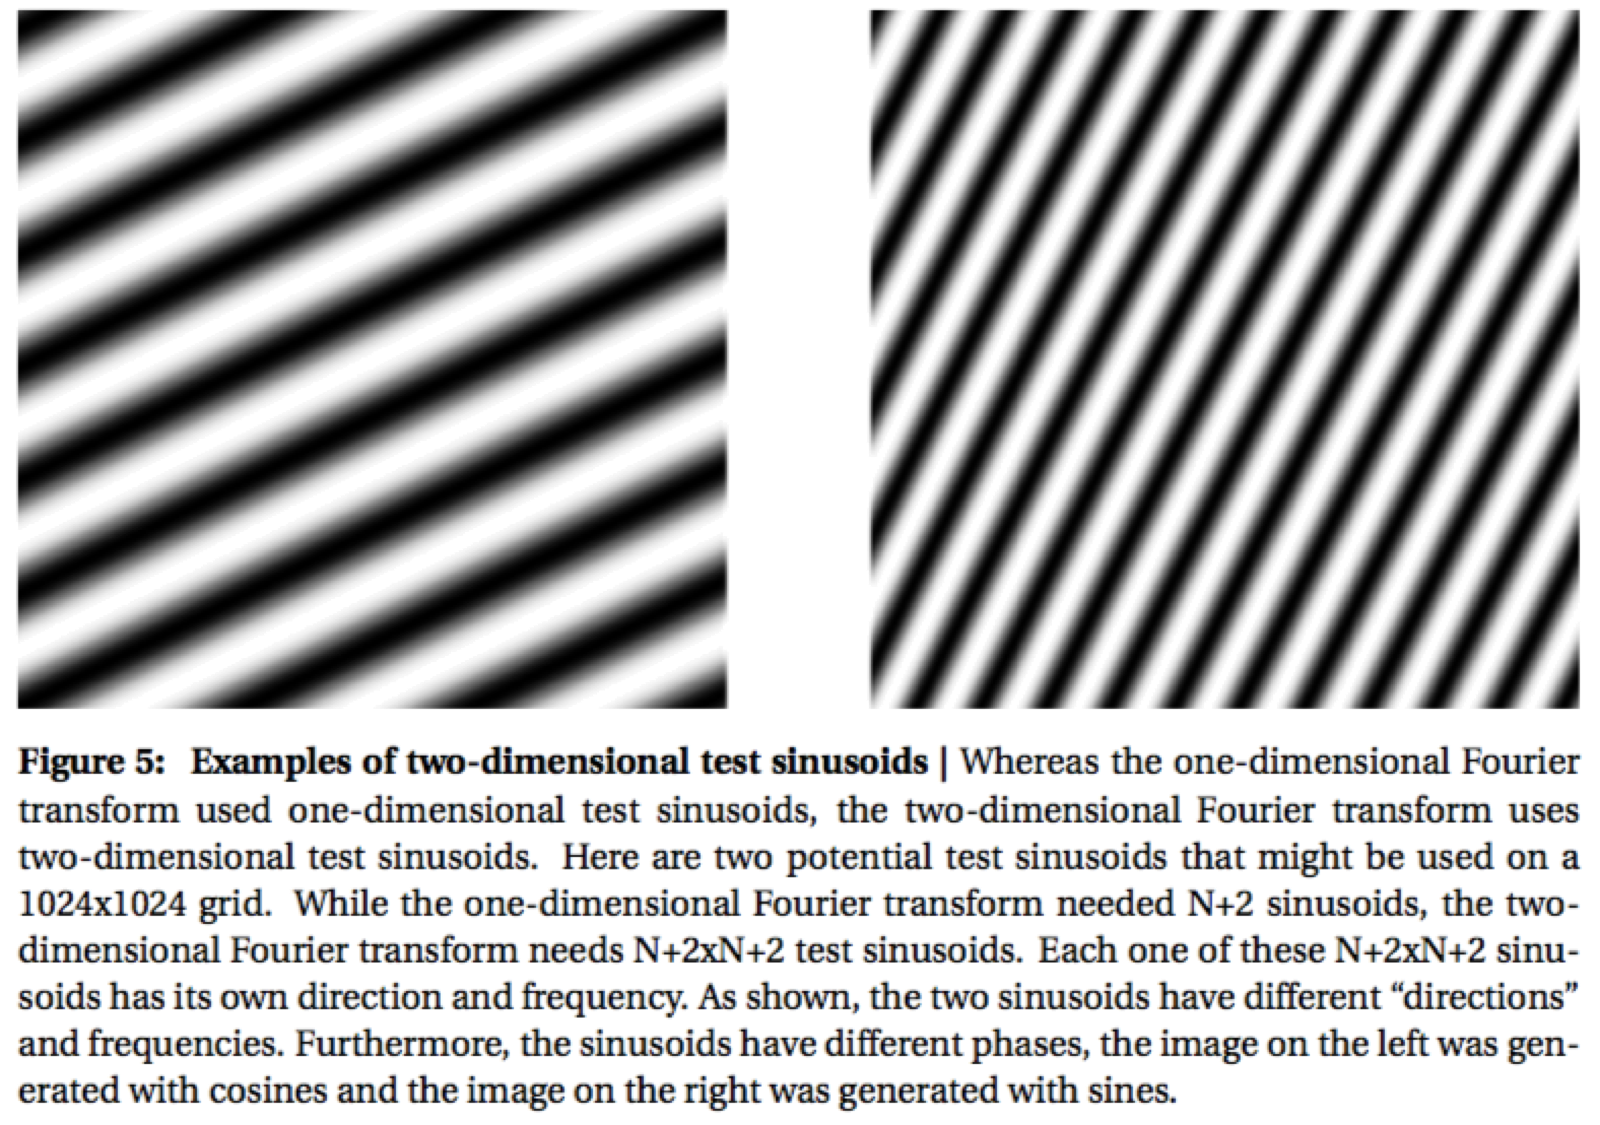 Figure 5: Examples of two-dimensional test sinusoids | Whereas the one-dimensional Fourier
transform used one-dimensional test sinusoids, the two-dimensional Fourier transform uses
two-dimensional test sinusoids. Here are two potential test sinusoids that might be used on a
1024x1024 grid. While the one-dimensional Fourier transform needed N+2 sinusoids, the two-
dimensional Fourier transform needs N+2xN+2 test sinusoids. Each one of these N+2xN+2 sinu-
soids has its own direction and frequency. As shown, the two sinusoids have different “directions”
and frequencies. Furthermore, the sinusoids have different phases, the image on the left was gen-
erated with cosines and the image on the right was generated with sines.